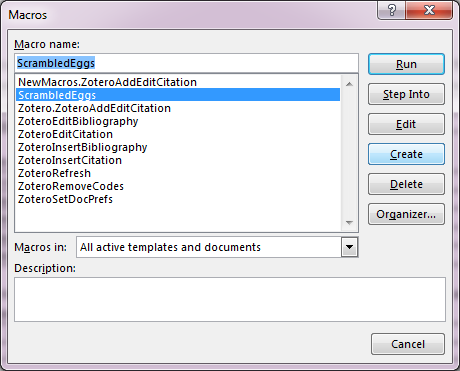 Macros
Macro name:
ScrambledEggs
Run
NewMacros.ZoteroAddEditCitation
ScrambledEggs
Zotero.ZoteroAddEditCitation
ZoteroEditBibliography
ZoteroEditCitation
ZoteroInsertBibliography
ZoteroInsertCitation
ZoteroRefresh
ZoteroRemoveCodes
ZoteroSetDocPrefs
Step Into
Edit
Create
Delete
Organizer...
Macros in: All active templates and documents
Description:
Cancel